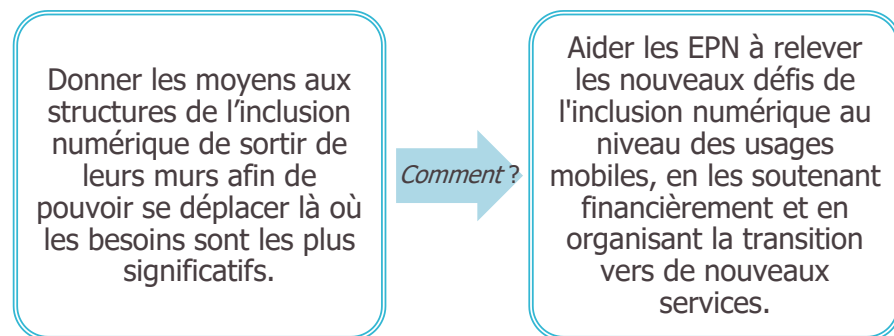 Donner les moyens aux
structures de l’inclusion
numérique de sortir de
leurs murs afin de
pouvoir se déplacer là où
les besoins sont les plus
significatifs.
Comment ?
Aider les EPN à relever
les nouveaux défis de
l'inclusion numérique au
niveau des usages
mobiles, en les soutenant
financièrement et en
organisant la transition
vers de nouveaux
services.